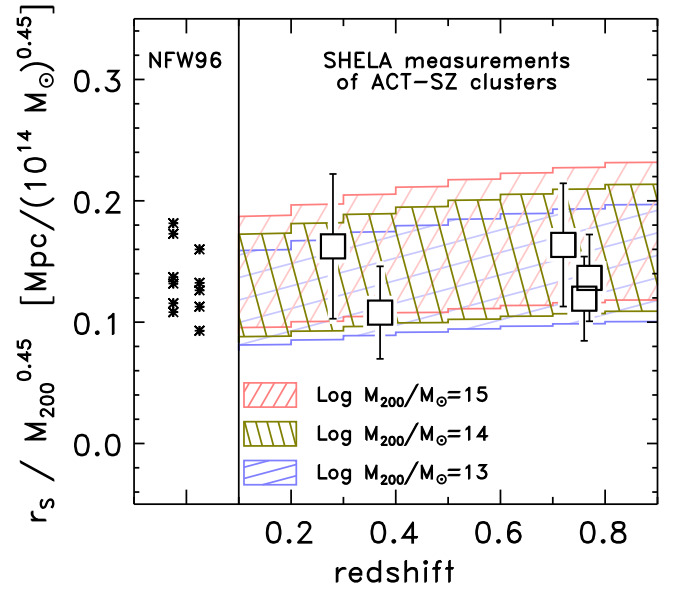 NFW96
SHELA measurements
of ACT−SZ clusters
0.3
0.2
0.1
0.0
r_s / M_200^0.45 [Mpc/(10^14 M_⊙)^0.45]
Log M_200/M_⊙=15
Log M_200/M_⊙=14
Log M_200/M_⊙=13
0.2 0.4 0.6 0.8
redshift